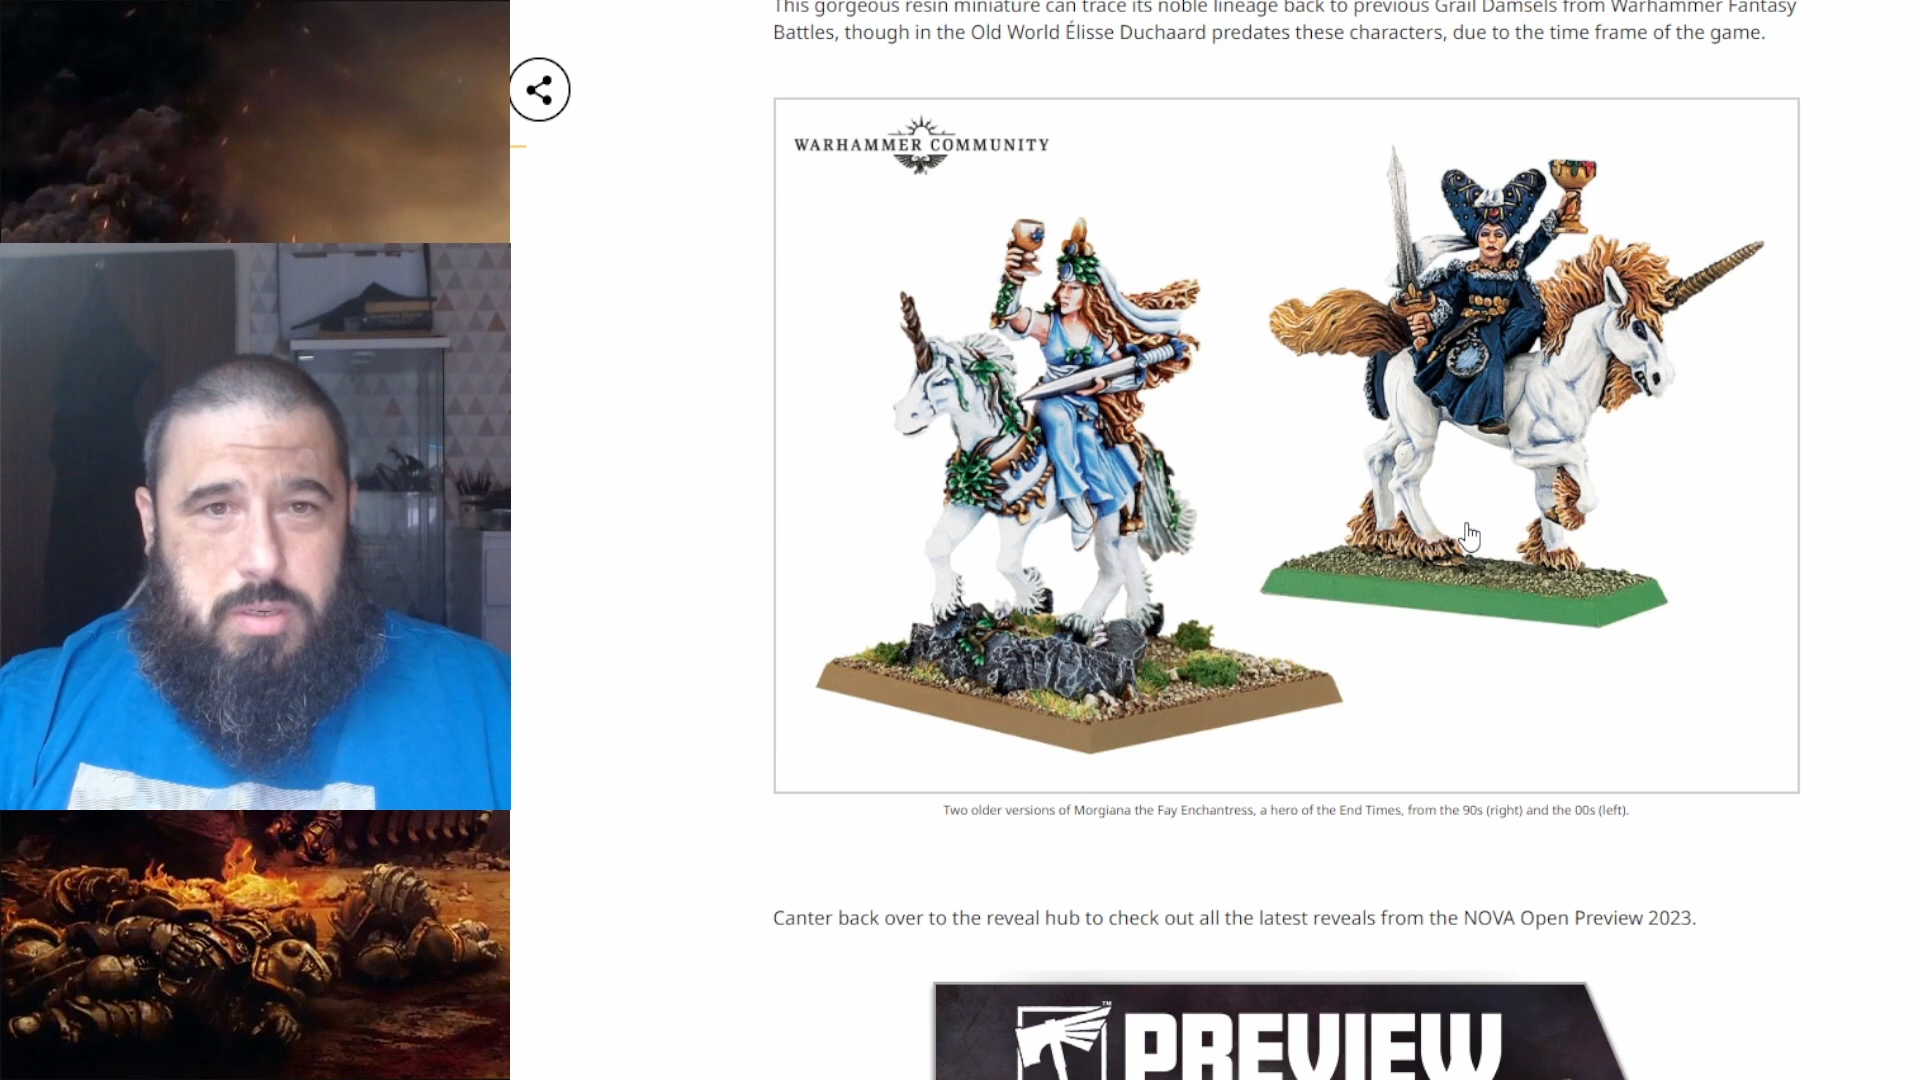 This gorgeous resin miniature can trace its noble lineage back to previous Grail Damsels from Warhammer Fantasy
Battles, though in the Old World Élisse Duchaard predates these characters, due to the time frame of the game.
WARHAMMER COMMUNITY
Two older versions of Morgiana the Fay Enchantress, a hero of the End Times, from the 90s (right) and the 00s (left).
Canter back over to the reveal hub to check out all the latest reveals from the NOVA Open Preview 2023.
PREVIEW
TM